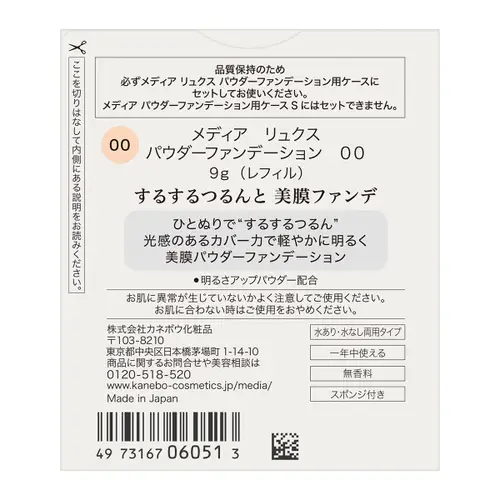 ここを切りはなして内側にある説明をお読みください。
品質保持のため
必ずメディア リュクス パウダーファンデーション用ケースに
セットしてお使いください。
メディア パウダーファンデーション用ケース S にはセットできません。
00
メディア リュクス
パウダーファンデーション 00
9g（レフィル）
するするつるんと 美膜ファンデ
ひとぬりで“するするつるん”
光感のあるカバー力で軽やかに明るく
美膜パウダーファンデーション
●明るさアップパウダー配合
お肌に異常が生じていないかよく注意してご使用ください。
お肌に合わない時はご使用をおやめください。
株式会社カネボウ化粧品
〒103-8210
東京都中央区日本橋茅場町 1-14-10
商品に関するお問合せや美容相談は
0120-518-520
www.kanebo-cosmetics.jp/media/
Made in Japan
水あり・水なし両用タイプ
一年中使える
無香料
スポンジ付き
4973167060513